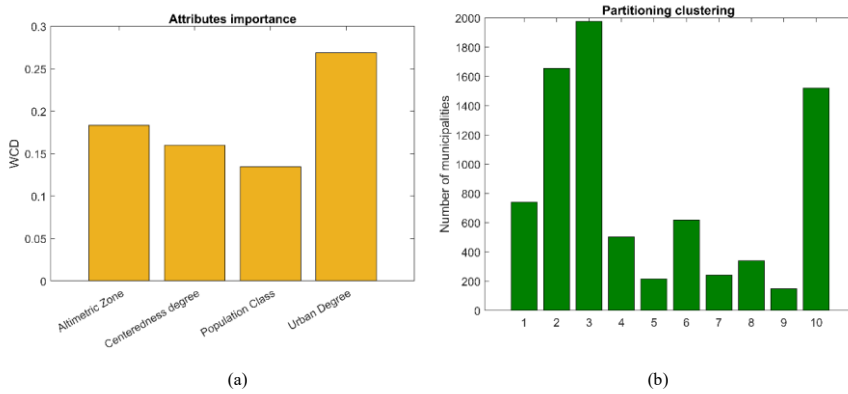 Attributes importance
0.3
0.25
0.2
0.15
0.1
0.05
0
WCD
Altimetric Zone
Centeredness degree
Population Class
Urban Degree
(a)
Partitioning clustering
2000
1800
1600
1400
1200
1000
800
600
400
200
0
Number of municipalities
1 2 3 4 5 6 7 8 9 10
(b)